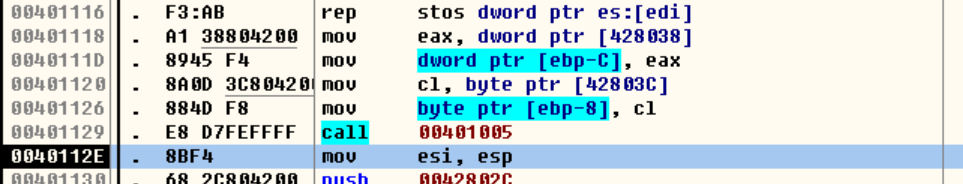 00401116 . F3:AB rep stos dword ptr es:[edi]
00401118 . A1 38804200 mov eax, dword ptr [428038]
0040111D . 8945 F4 mov dword ptr [ebp-C], eax
00401120 . 8A0D 3C804200 mov cl, byte ptr [42803C]
00401126 . 884D F8 mov byte ptr [ebp-8], cl
00401129 . E8 D7FEFFFF call 00401005
0040112E . 8BF4 mov esi, esp
00401130 . 68 2C804200 push 0042802C